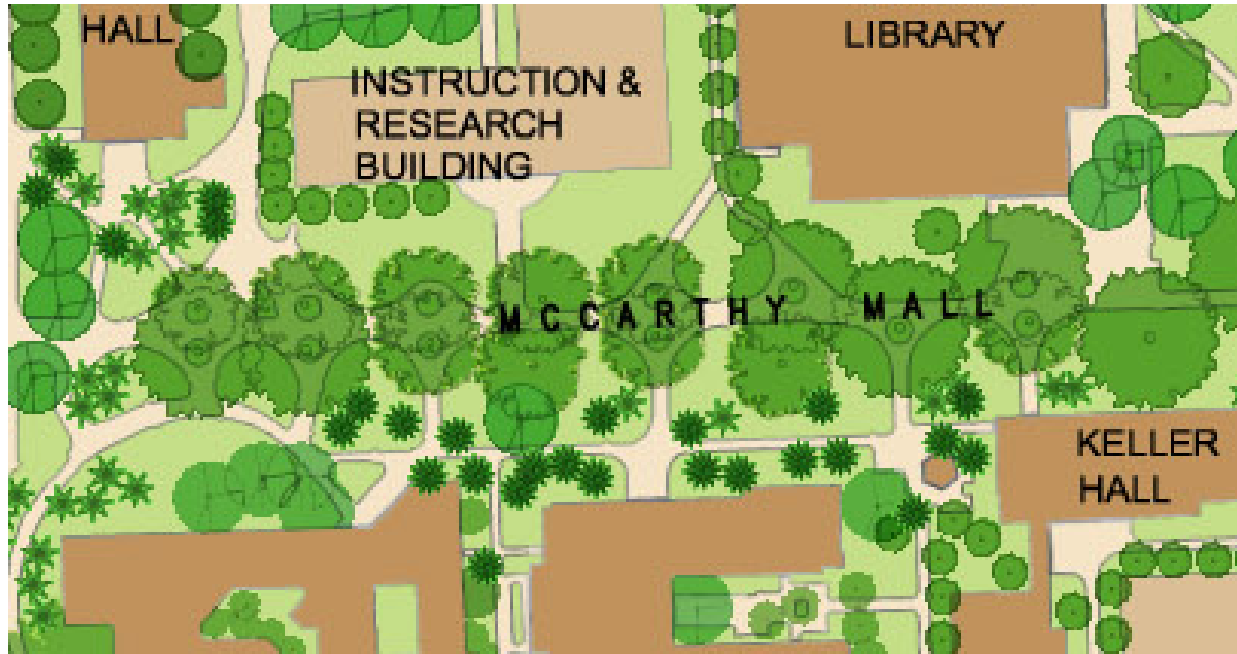 HALL
LIBRARY
INSTRUCTION &
RESEARCH
BUILDING
MCCARTHY MALL
KELLER
HALL